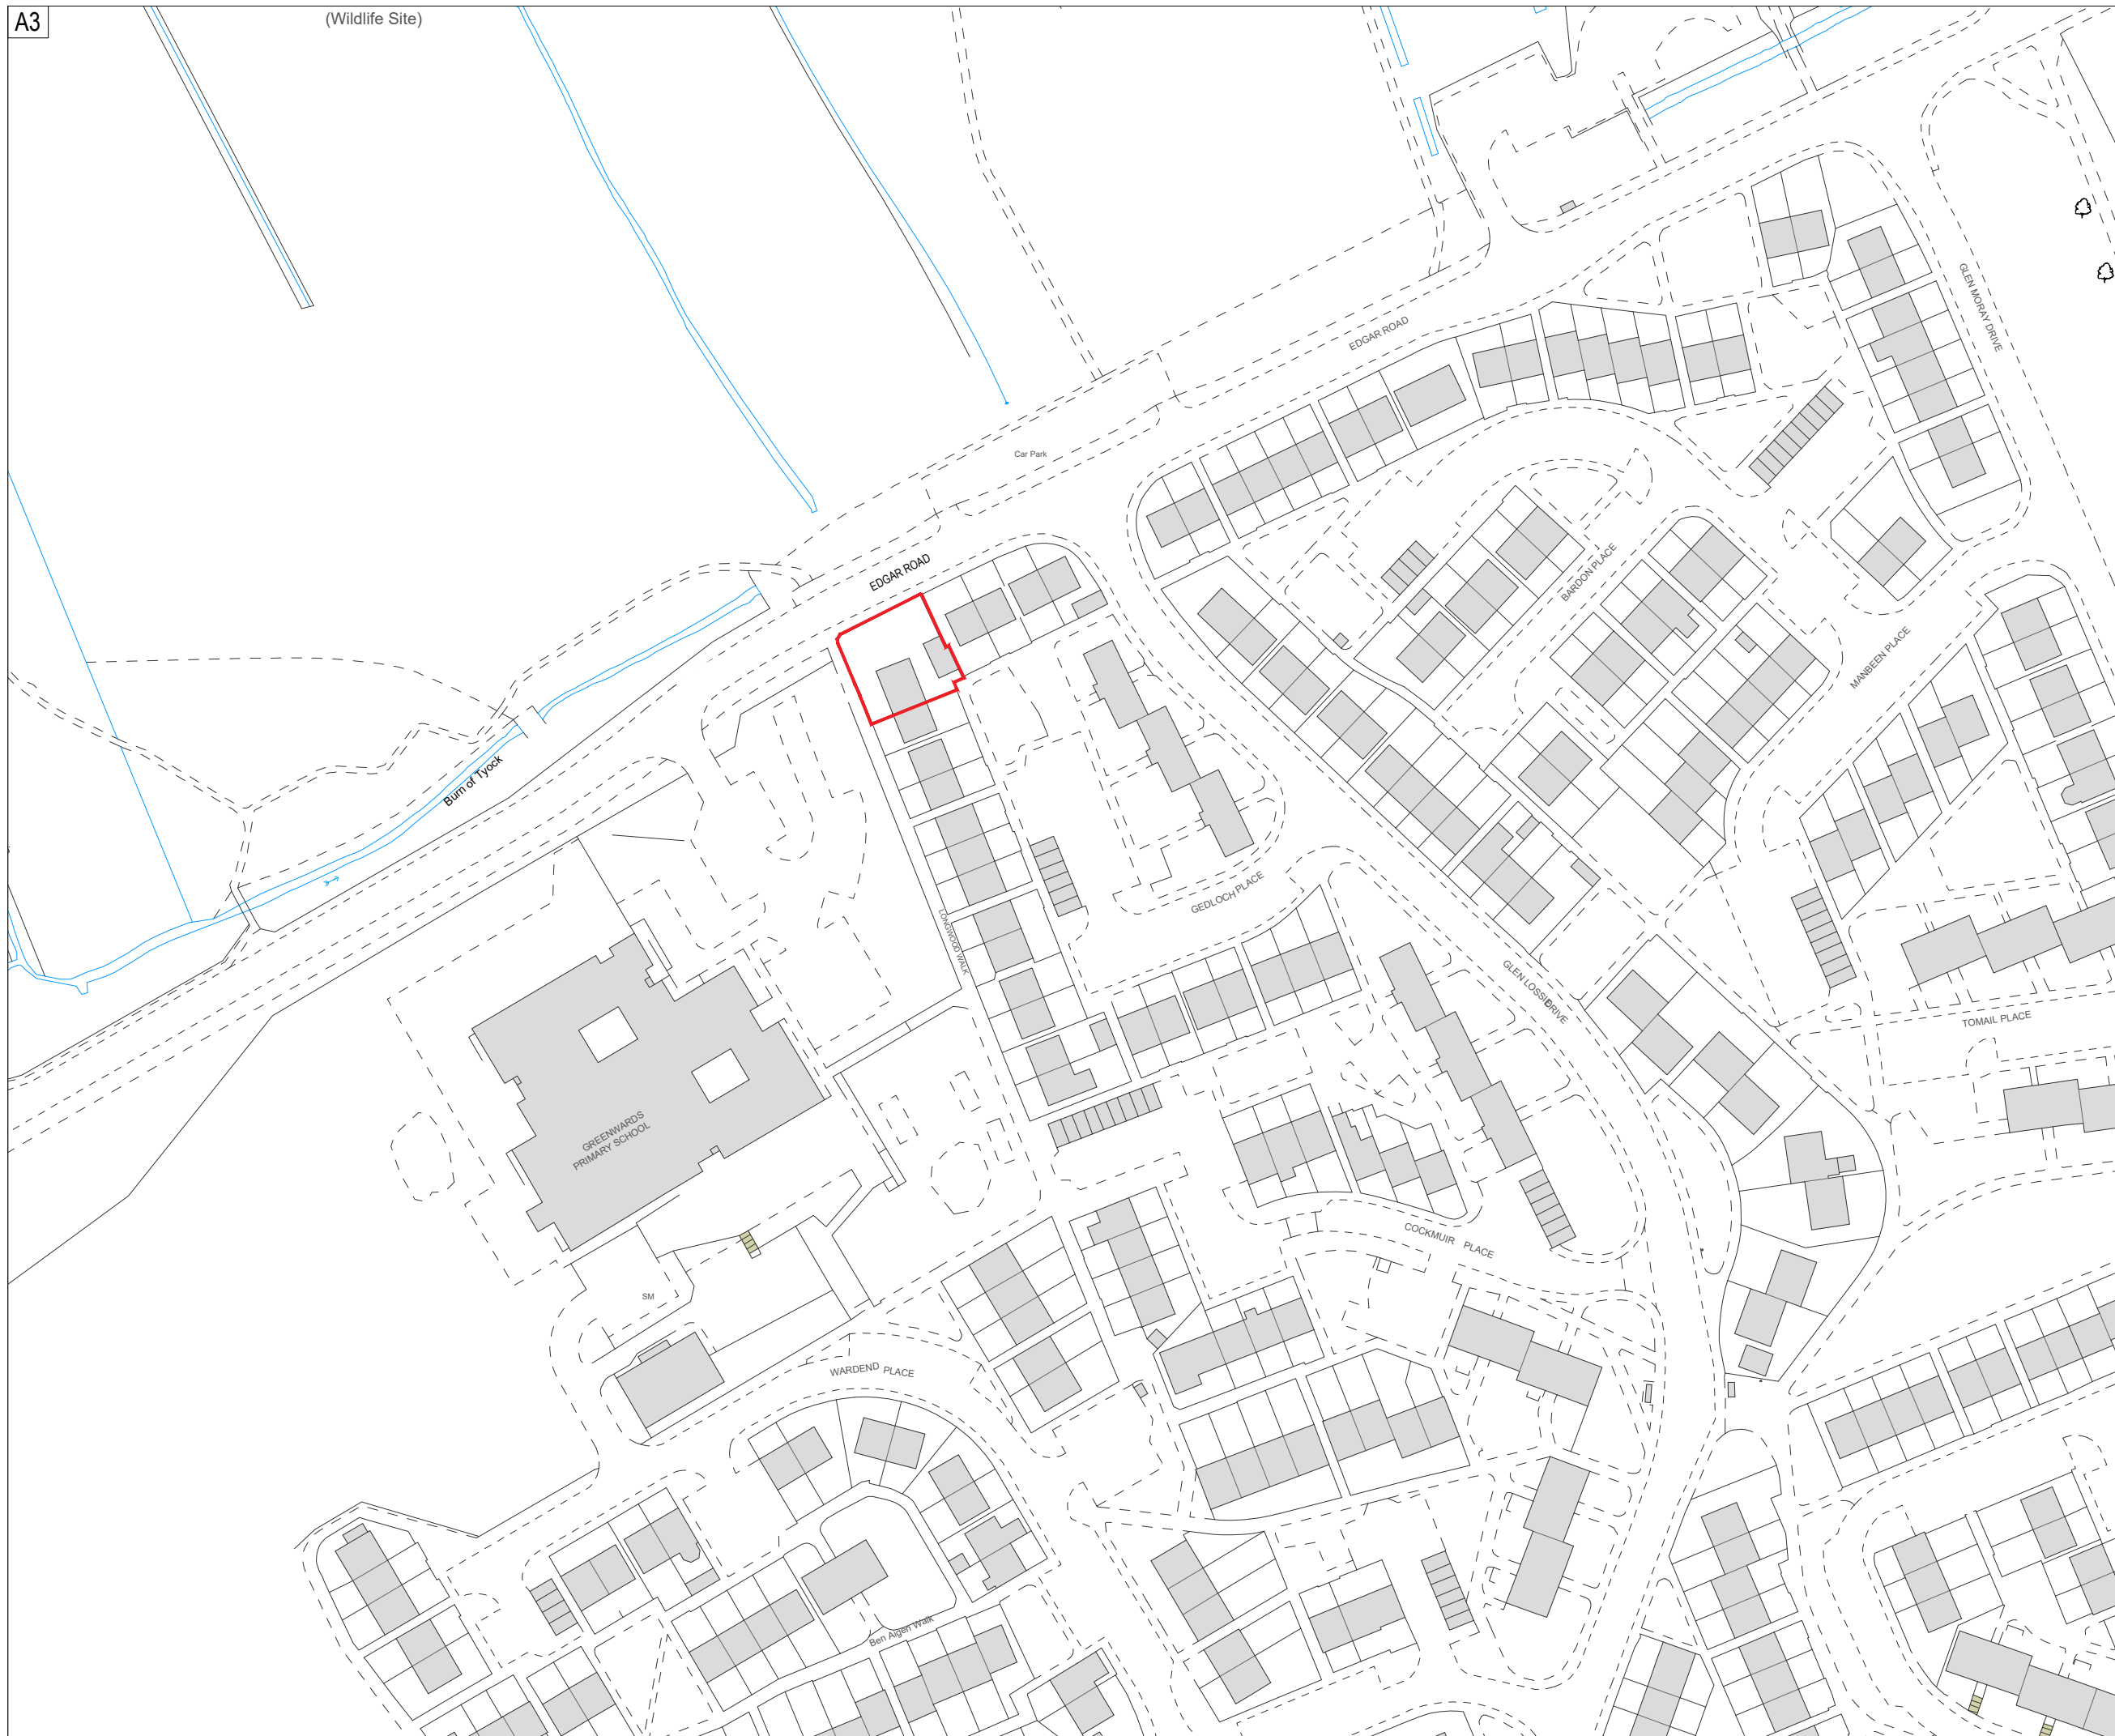 A3
(Wildlife Site)
GLEN MORAY DRIVE
EDGAR ROAD
Car Park
EDGAR ROAD
BARDON PLACE
MANBEEN PLACE
Burn of Tyock
GEDLOCH PLACE
LONGWOOD WALK
GLEN LOSSIE DRIVE
TOMAIL PLACE
GREENWARDS
PRIMARY SCHOOL
COCKMUIR PLACE
SM
WARDEND PLACE
Ben Aigen Walk